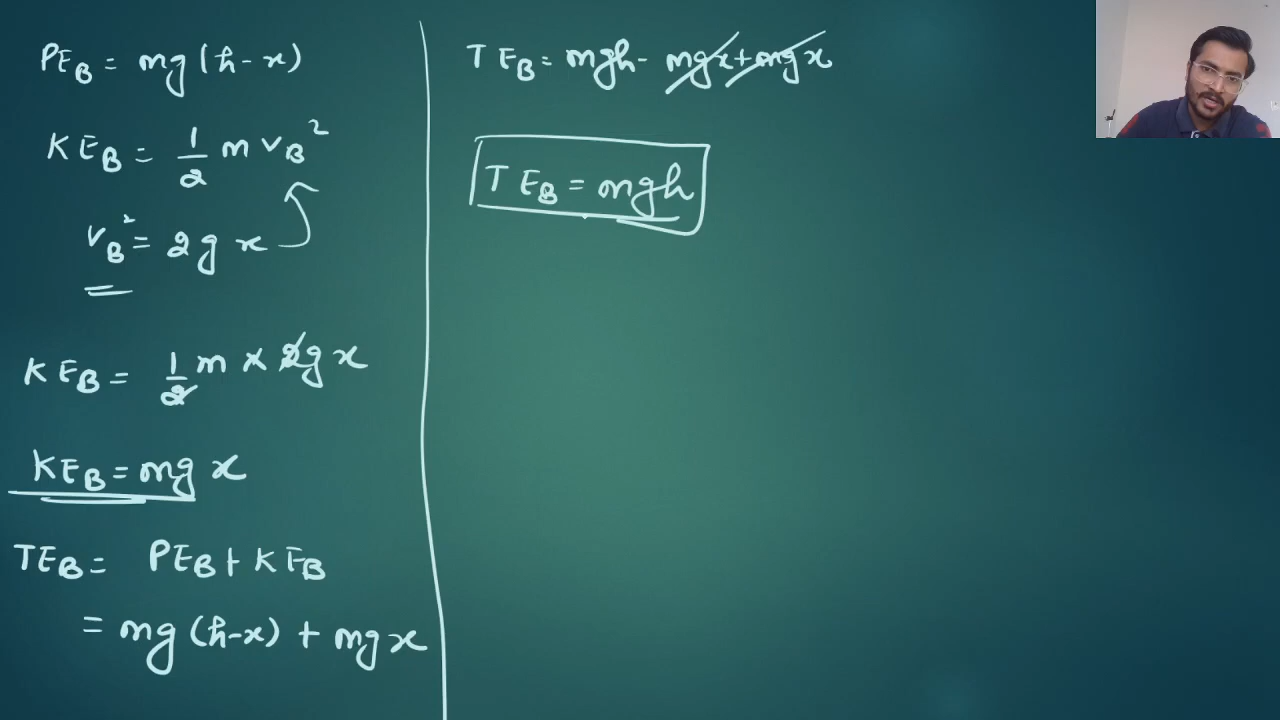 PE_B = mg(h-x)
KE_B = 1/2 m v_B^2
v_B^2 = 2gx
KE_B = 1/2 m × 2gx
KE_B = mgx
TE_B = PE_B + KE_B
= mg(h-x) + mgx
TE_B = mgh - mgx + mgx
TE_B = mgh